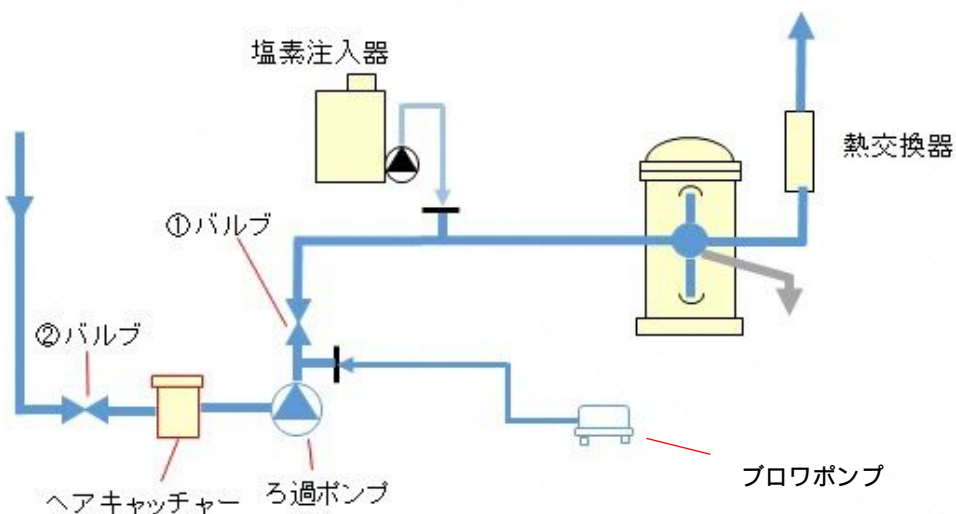 塩素注入器
熱交換器
①バルブ
②バルブ
ヘアキャッチャー
ろ過ポンプ
ブロワポンプ